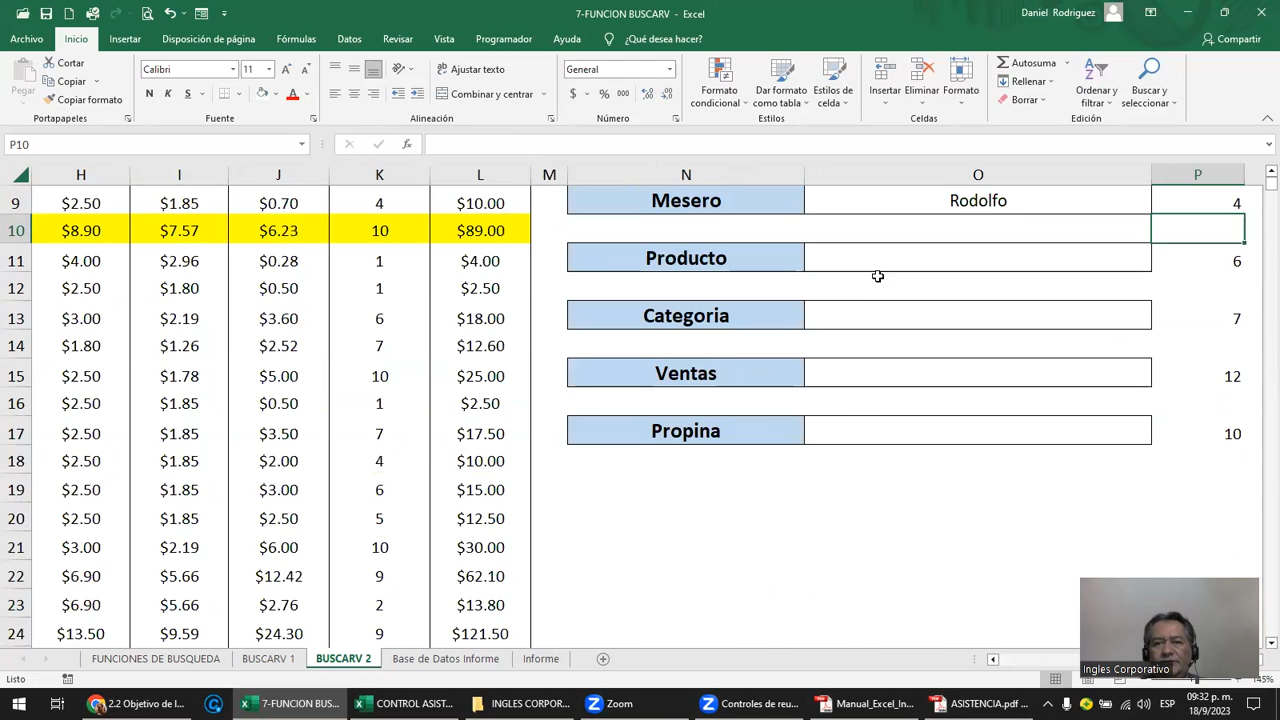 7-FUNCION BUSCARV - Excel
Daniel Rodriguez
Archivo Inicio Insertar Disposición de página Fórmulas Datos Revisar Vista Programador Ayuda ¿Qué desea hacer? Compartir
Pegar
Cortar
Copiar
Copiar formato
Portapapeles
Calibri 11
N K S
Fuente
Ajustar texto
Combinar y centrar
Alineación
General
$ % 000
Número
Formato condicional
Dar formato como tabla
Estilos de celda
Estilos
Insertar
Eliminar
Formato
Celdas
Autosuma
Rellenar
Borrar
Ordenar y filtrar
Buscar y seleccionar
Edición
P10
H I J K L M N O P
9 $2.50 $1.85 $0.70 4 $10.00 Mesero Rodolfo 4
10 $8.90 $7.57 $6.23 10 $89.00
11 $4.00 $2.96 $0.28 1 $4.00 Producto 6
12 $2.50 $1.80 $0.50 1 $2.50
13 $3.00 $2.19 $3.60 6 $18.00 Categoria 7
14 $1.80 $1.26 $2.52 7 $12.60
15 $2.50 $1.78 $5.00 10 $25.00 Ventas 12
16 $2.50 $1.85 $0.50 1 $2.50
17 $2.50 $1.85 $3.50 7 $17.50 Propina 10
18 $2.50 $1.85 $2.00 4 $10.00
19 $2.50 $1.85 $3.00 6 $15.00
20 $2.50 $1.85 $2.50 5 $12.50
21 $3.00 $2.19 $6.00 10 $30.00
22 $6.90 $5.66 $12.42 9 $62.10
23 $6.90 $5.66 $2.76 2 $13.80
24 $13.50 $9.59 $24.30 9 $121.50
Ingles Corporativo
FUNCIONES DE BUSQUEDA BUSCARV 1 BUSCARV 2 Base de Datos Informe Informe
Listo
145%
2.2 Objetivo de l... 7-FUNCION BUS... CONTROL ASIST... INGLES CORPOR... Zoom Controles de reu... Manual_Excel_In... ASISTENCIA.pdf ... ESP
09:32 p. m.
18/9/2023